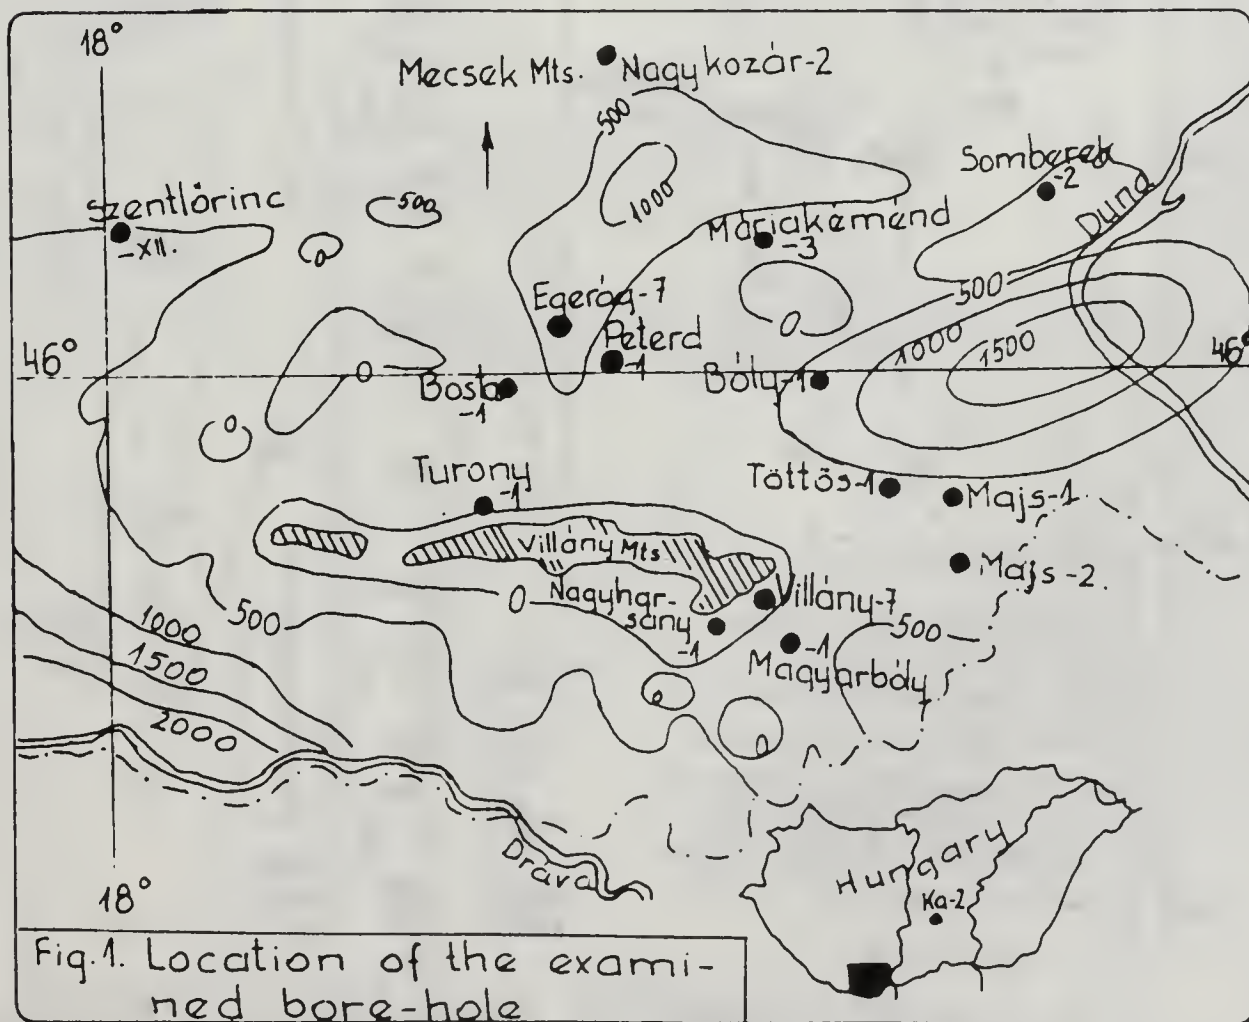 18°
Mecsek Mts.
Nagykozár-2
500
1000
Somberek
-2
Duna
Szentlőrinc
-XII.
500
0
Máriakéménd
-3
Egerág-7
Peterd
-1
0
500
1000
1500
46°
46°
0
Bosta
-1
Bóly-1
0
Turony
-1
Töttös-1
Majs-1
Villány Mts
Májs-2.
Nagyhar-
sány
-1
0
Villány-7
500
-1
Magyarbóly
1000
500
1500
2000
0
0
Dráva
18°
Hungary
Ka-2
Fig.1. Location of the exami-
ned bore-hole